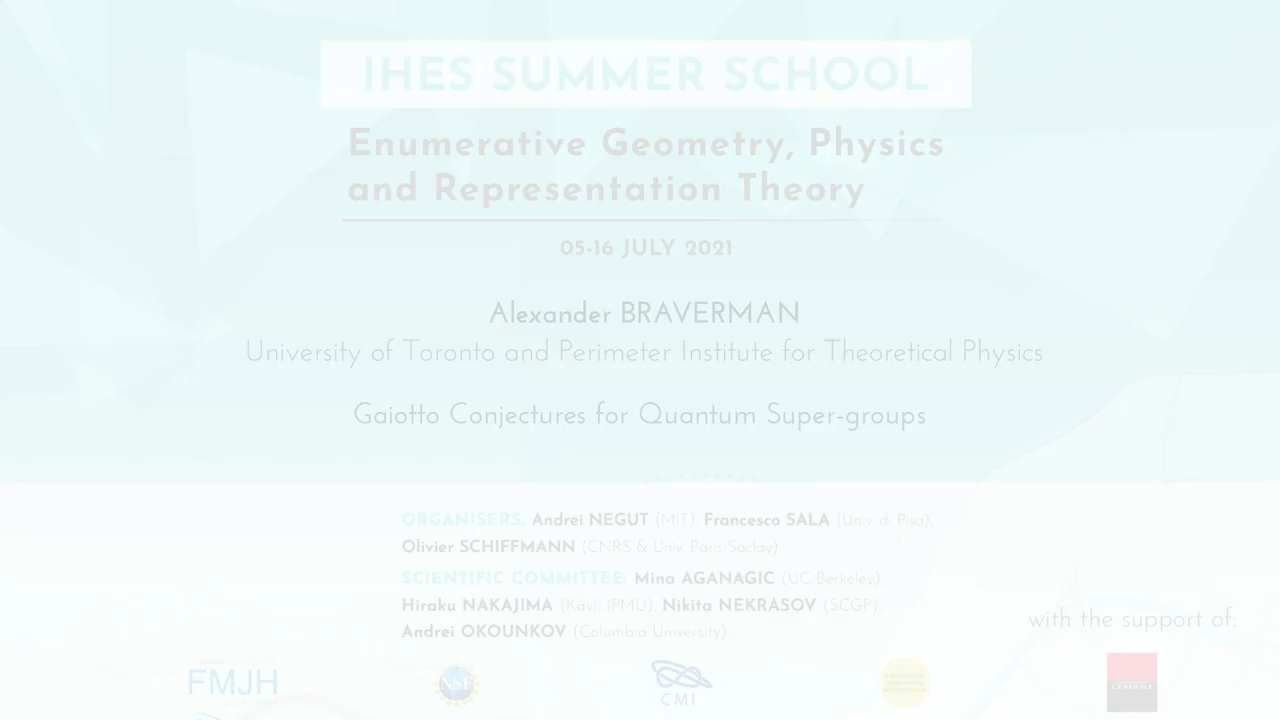 IHES SUMMER SCHOOL
Enumerative Geometry, Physics
and Representation Theory
05-16 JULY 2021
Alexander BRAVERMAN
University of Toronto and Perimeter Institute for Theoretical Physics
Gaiotto Conjectures for Quantum Super-groups
ORGANISERS: Andrei NEGUT (MIT), Francesco SALA (Univ. di Pisa),
Olivier SCHIFFMANN (CNRS & Univ. Paris-Saclay)
SCIENTIFIC COMMITTEE: Mina AGANAGIC (UC Berkeley),
Hiraku NAKAJIMA (Kavli IPMU), Nikita NEKRASOV (SCGP),
Andrei OKOUNKOV (Columbia University)
with the support of:
FMJH
NSF
CMI
GENERALE